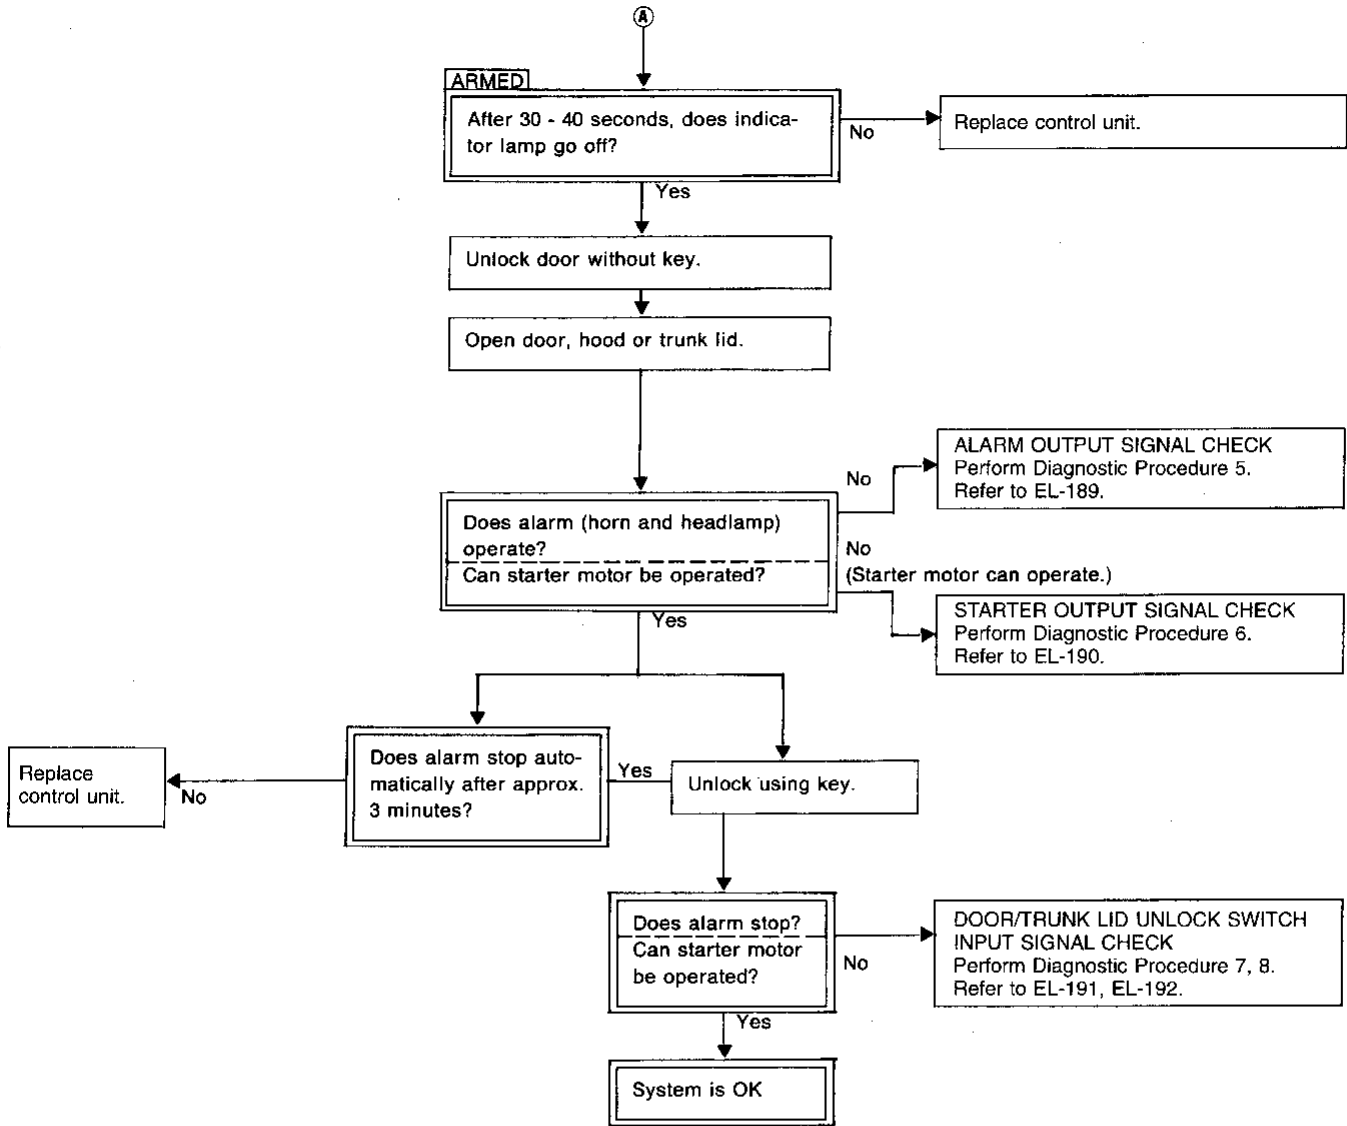 A
ARMED
After 30 - 40 seconds, does indica-
tor lamp go off?
No
Replace control unit.
Yes
Unlock door without key.
Open door, hood or trunk lid.
No
ALARM OUTPUT SIGNAL CHECK
Perform Diagnostic Procedure 5.
Refer to EL-189.
Does alarm (horn and headlamp)
operate?
Can starter motor be operated?
No
(Starter motor can operate.)
STARTER OUTPUT SIGNAL CHECK
Perform Diagnostic Procedure 6.
Refer to EL-190.
Yes
Replace
control unit.
No
Does alarm stop auto-
matically after approx.
3 minutes?
Yes
Unlock using key.
Does alarm stop?
Can starter motor
be operated?
No
DOOR/TRUNK LID UNLOCK SWITCH
INPUT SIGNAL CHECK
Perform Diagnostic Procedure 7, 8.
Refer to EL-191, EL-192.
Yes
System is OK